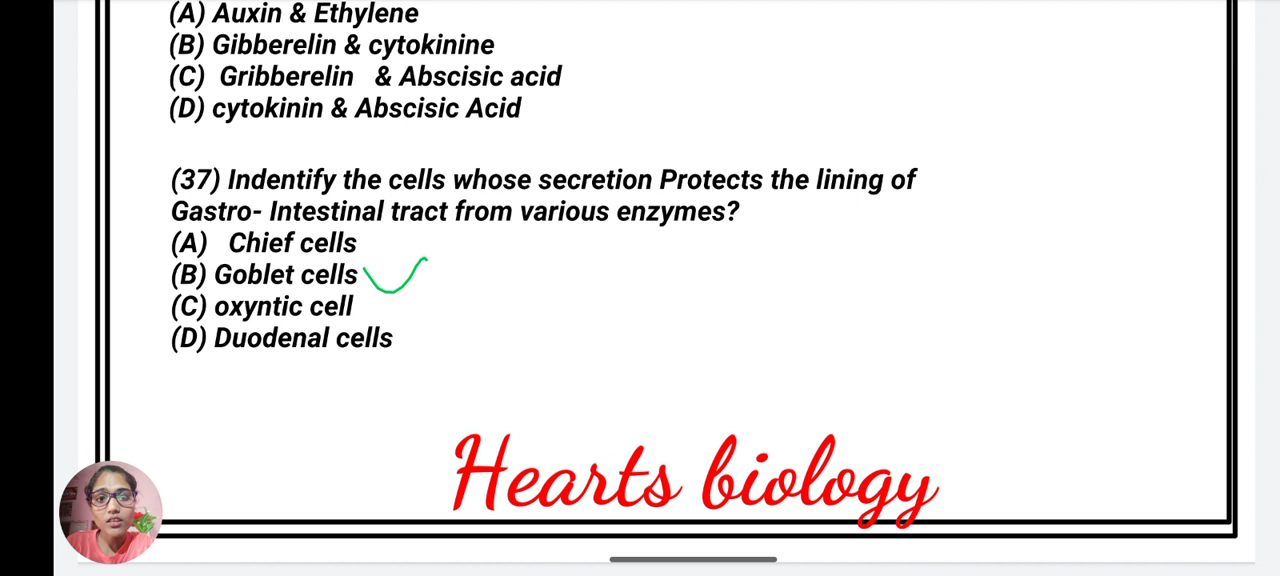 (A) Auxin & Ethylene
(B) Gibberelin & cytokinine
(C) Gribberelin & Abscisic acid
(D) cytokinin & Abscisic Acid
(37) Indentify the cells whose secretion Protects the lining of
Gastro- Intestinal tract from various enzymes?
(A) Chief cells
(B) Goblet cells
(C) oxyntic cell
(D) Duodenal cells
Hearts biology